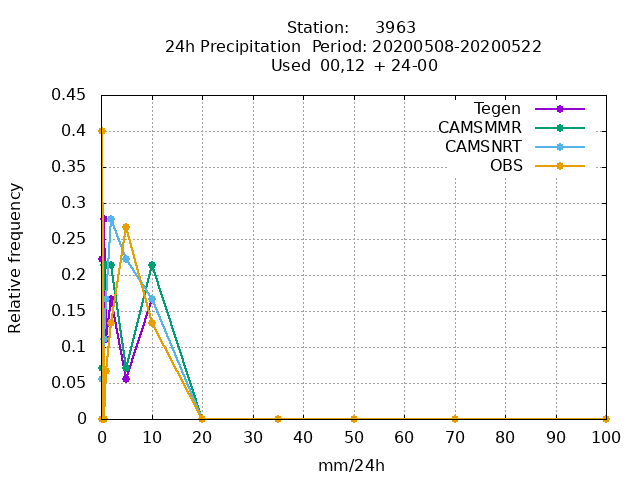 Station:     3963
24h Precipitation  Period: 20200508-20200522
Used  00,12  + 24-00
Relative frequency
0.45
0.4
0.35
0.3
0.25
0.2
0.15
0.1
0.05
0
Tegen
CAMSMMR
CAMSNRT
OBS
0 10 20 30 40 50 60 70 80 90 100
mm/24h